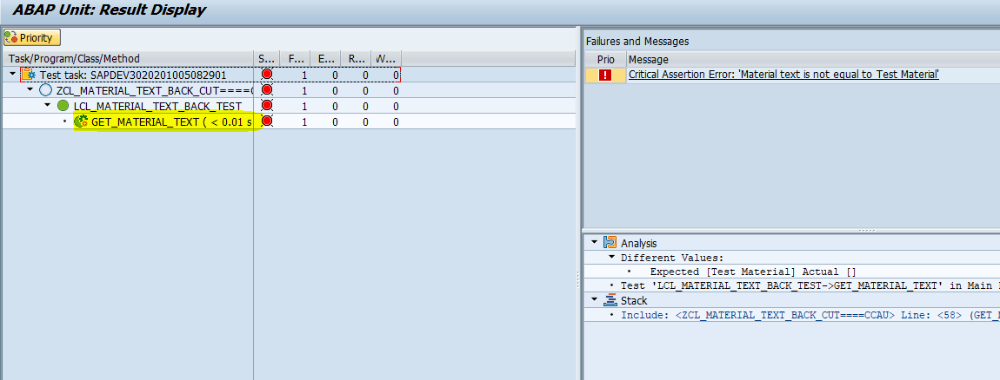 ABAP Unit: Result Display
Priority
Task/Program/Class/Method S... F... E... R... W...
Test task: SAPDEV3020201005082901 1 0 0 0
ZCL_MATERIAL_TEXT_BACK_CUT====C 1 0 0 0
LCL_MATERIAL_TEXT_BACK_TEST 1 0 0 0
GET_MATERIAL_TEXT ( < 0.01 s 1 0 0 0
Failures and Messages
Prio Message
! Critical Assertion Error: 'Material text is not equal to 'Test Material'
Analysis
Different Values:
Expected [Test Material] Actual []
Test 'LCL_MATERIAL_TEXT_BACK_TEST->GET_MATERIAL_TEXT' in Main
Stack
Include: <ZCL_MATERIAL_TEXT_BACK_CUT====CCAU> Line: <58> (GET_